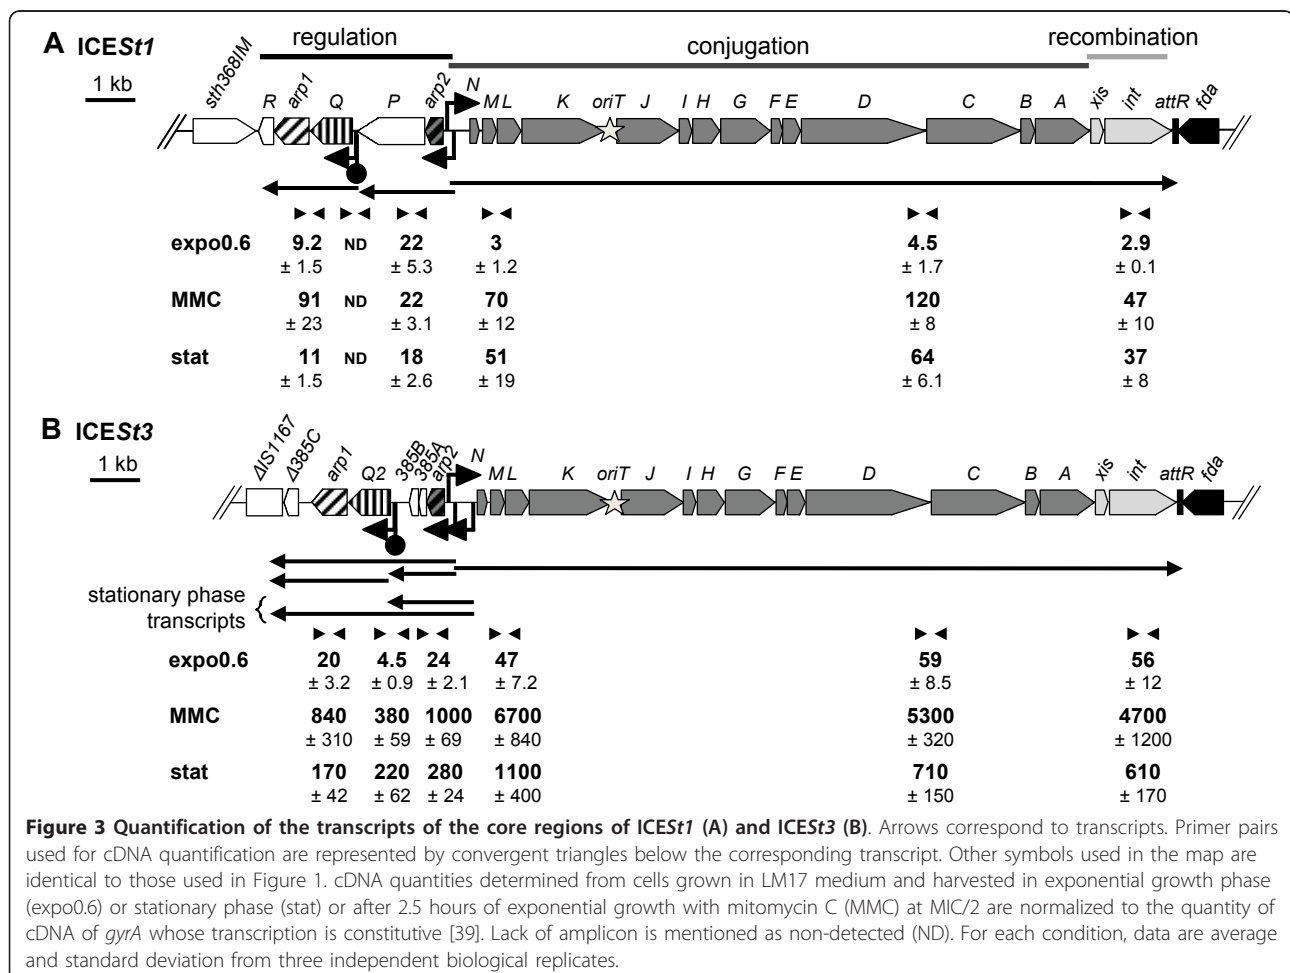 A ICESt1
regulation
conjugation
recombination
1 kb
sth368IM R arp1 Q P arp2 N M L K oriT J I H G F E D C B A xis int attR fda
expo0.6 9.2 ND 22 3 4.5 2.9
± 1.5 ± 5.3 ± 1.2 ± 1.7 ± 0.1
MMC 91 ND 22 70 120 47
± 23 ± 3.1 ± 12 ± 8 ± 10
stat 11 ND 18 51 64 37
± 1.5 ± 2.6 ± 19 ± 6.1 ± 8
B ICESt3
1 kb
ΔIS1167 Δ385C arp1 Q2 385B 385A arp2 N M L K oriT J I H G F E D C B A xis int attR fda
stationary phase
transcripts
expo0.6 20 4.5 24 47 59 56
± 3.2 ± 0.9 ± 2.1 ± 7.2 ± 8.5 ± 12
MMC 840 380 1000 6700 5300 4700
± 310 ± 59 ± 69 ± 840 ± 320 ± 1200
stat 170 220 280 1100 710 610
± 42 ± 62 ± 24 ± 400 ± 150 ± 170
Figure 3 Quantification of the transcripts of the core regions of ICESt1 (A) and ICESt3 (B). Arrows correspond to transcripts. Primer pairs
used for cDNA quantification are represented by convergent triangles below the corresponding transcript. Other symbols used in the map are
identical to those used in Figure 1. cDNA quantities determined from cells grown in LM17 medium and harvested in exponential growth phase
(expo0.6) or stationary phase (stat) or after 2.5 hours of exponential growth with mitomycin C (MMC) at MIC/2 are normalized to the quantity of
cDNA of gyrA whose transcription is constitutive [39]. Lack of amplicon is mentioned as non-detected (ND). For each condition, data are average
and standard deviation from three independent biological replicates.